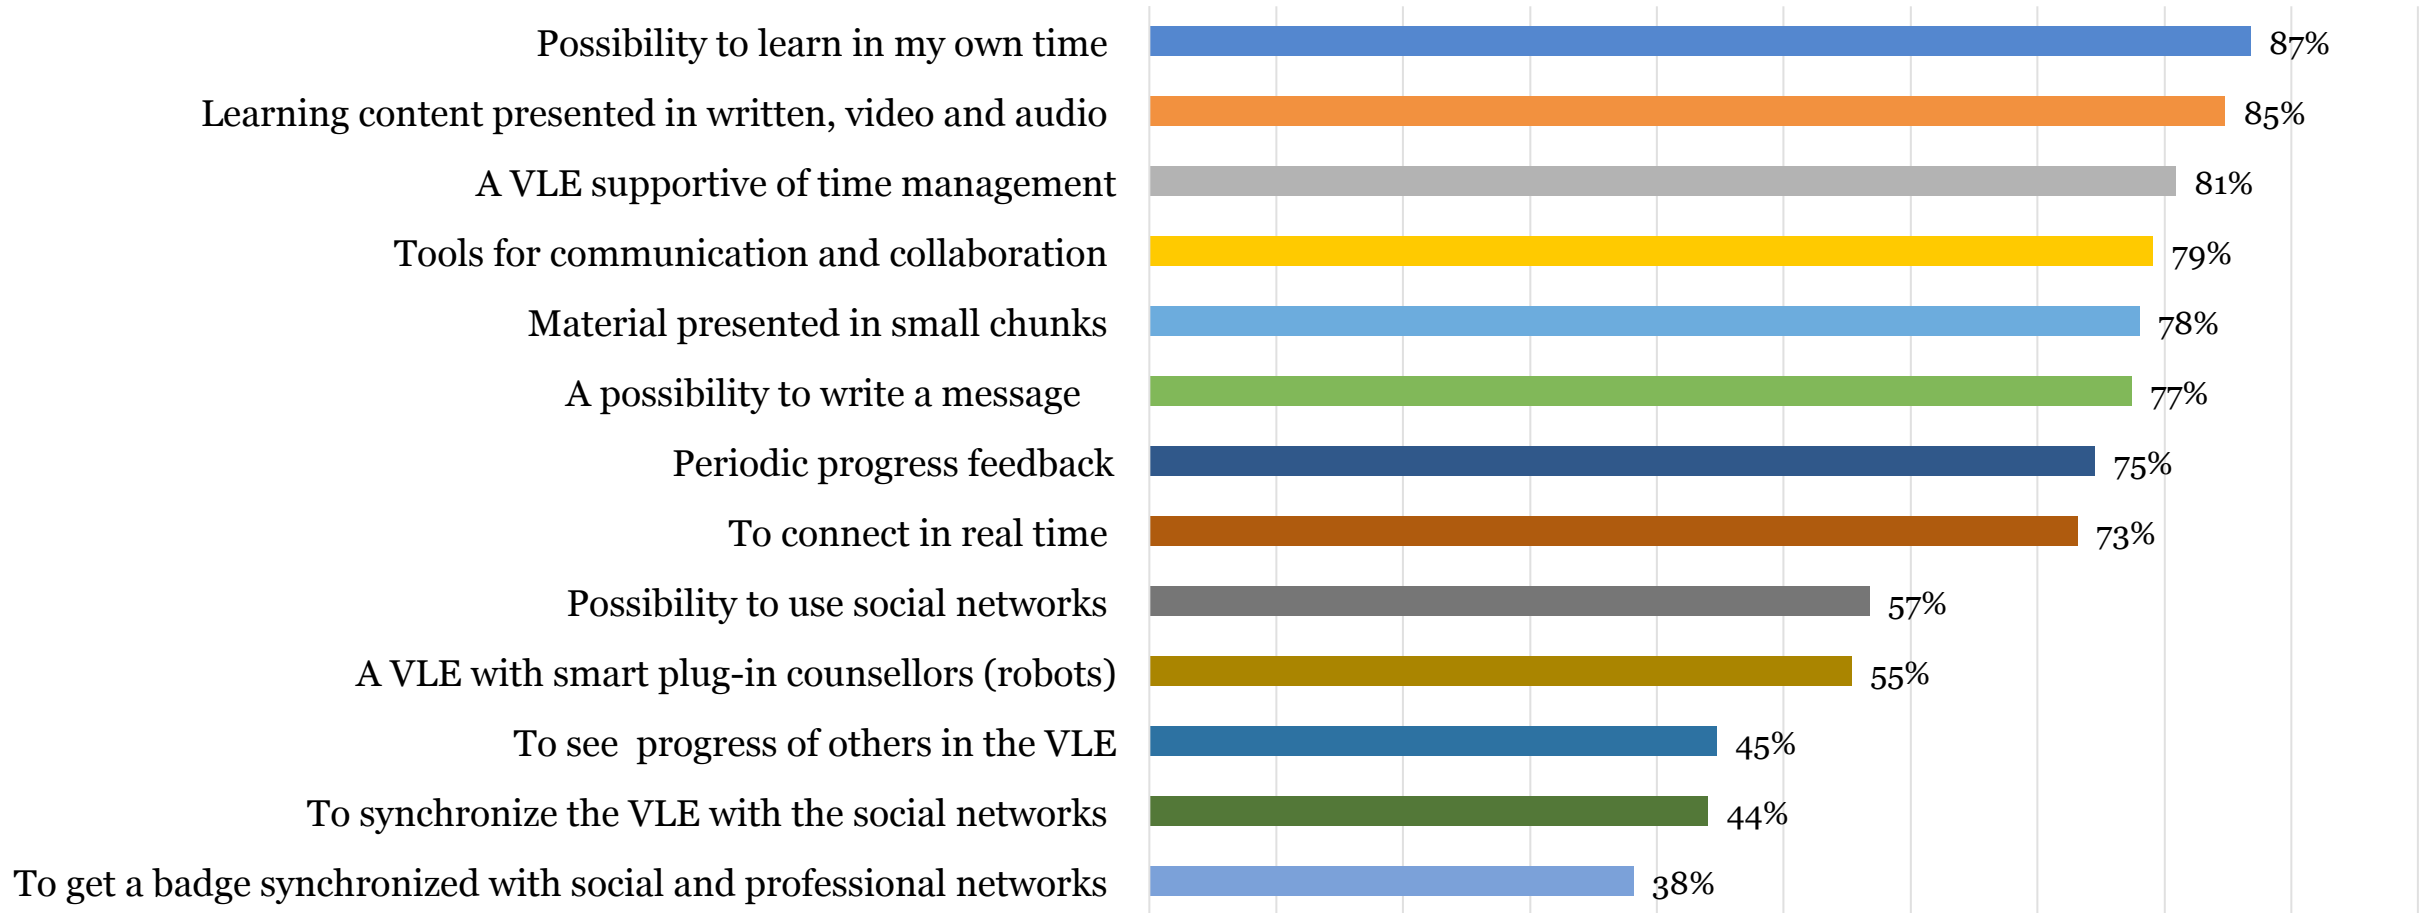 Possibility to learn in my own time 87%
Learning content presented in written, video and audio 85%
A VLE supportive of time management 81%
Tools for communication and collaboration 79%
Material presented in small chunks 78%
A possibility to write a message 77%
Periodic progress feedback 75%
To connect in real time 73%
Possibility to use social networks 57%
A VLE with smart plug-in counsellors (robots) 55%
To see progress of others in the VLE 45%
To synchronize the VLE with the social networks 44%
To get a badge synchronized with social and professional networks 38%